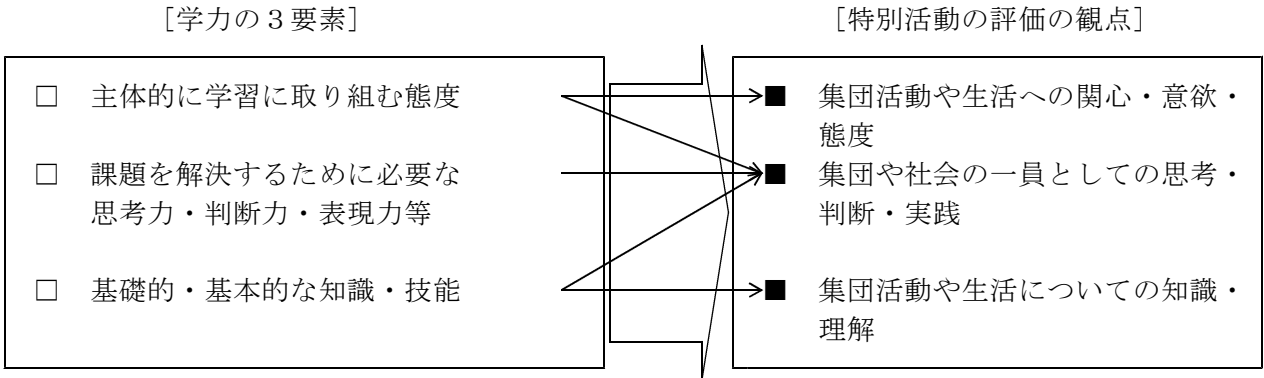 ［学力の３要素］
［特別活動の評価の観点］
□　主体的に学習に取り組む態度
□　課題を解決するために必要な
思考力・判断力・表現力等
□　基礎的・基本的な知識・技能
■　集団活動や生活への関心・意欲・
態度
■　集団や社会の一員としての思考・
判断・実践
■　集団活動や生活についての知識・
理解